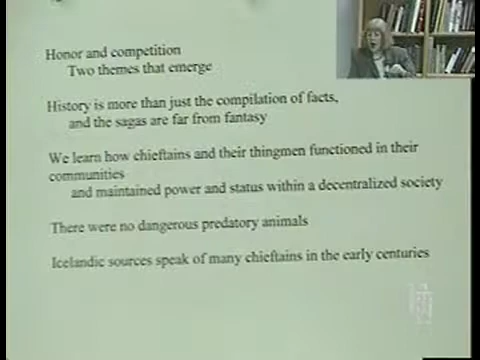 Honor and competition
Two themes that emerge
History is more than just the compilation of facts,
and the sagas are far from fantasy
We learn how chieftains and their thingmen functioned in their
communities
and maintained power and status within a decentralized society
There were no dangerous predatory animals
Icelandic sources speak of many chieftains in the early centuries